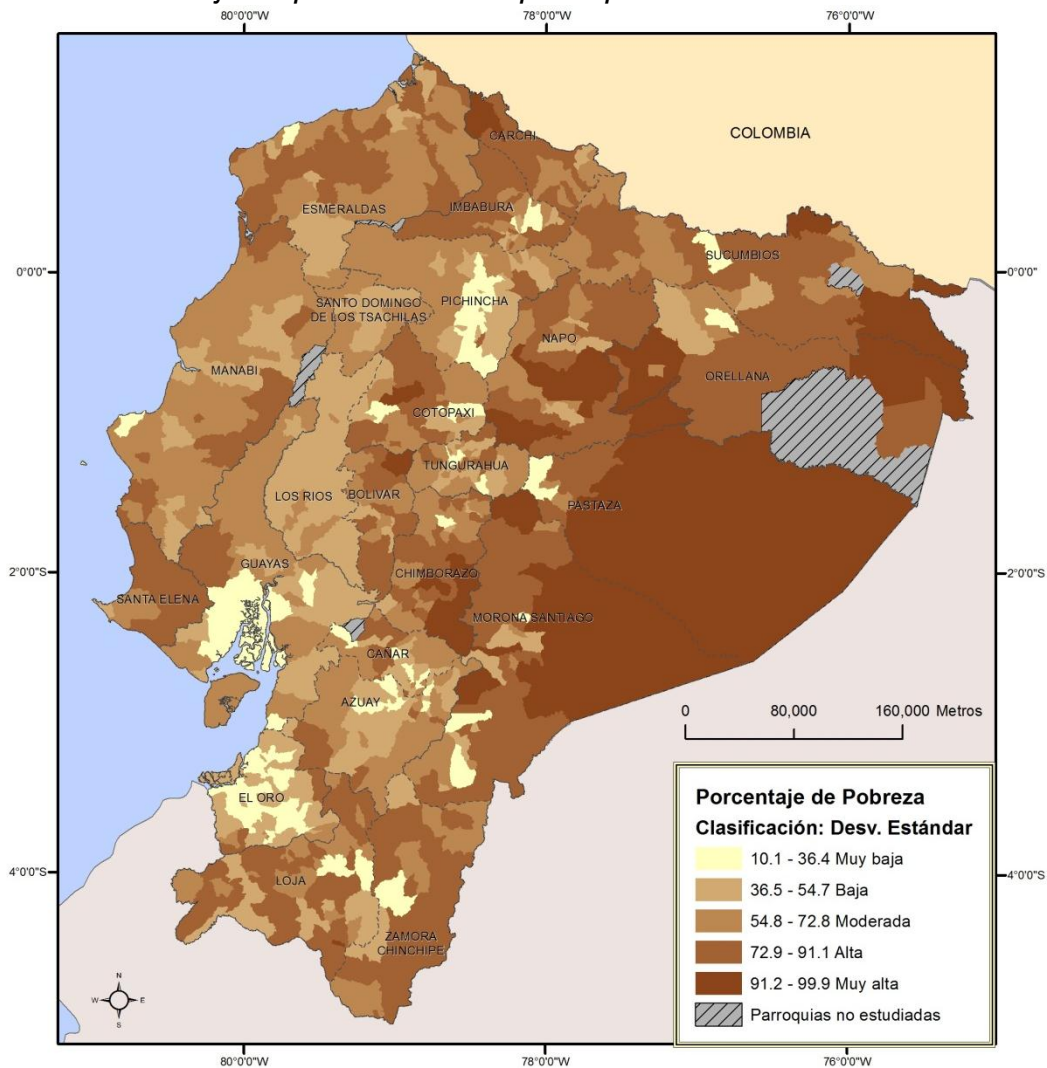 80°0'0"W 78°0'0"W 76°0'0"W
COLOMBIA
CARCHI
ESMERALDAS
IMBABURA
SUCUMBIOS
0°0'0" 0°0'0"
PICHINCHA
SANTO DOMINGO
DE LOS TSACHILAS
NAPO
MANABI
ORELLANA
COTOPAXI
TUNGURAHUA
LOS RIOS
BOLIVAR
PASTAZA
GUAYAS
2°0'0"S 2°0'0"S
CHIMBORAZO
SANTA ELENA
MORONA SANTIAGO
CAÑAR
AZUAY
0 80,000 160,000 Metros
EL ORO
Porcentaje de Pobreza
Clasificación: Desv. Estándar
10.1 - 36.4 Muy baja
36.5 - 54.7 Baja
54.8 - 72.8 Moderada
72.9 - 91.1 Alta
91.2 - 99.9 Muy alta
Parroquias no estudiadas
4°0'0"S 4°0'0"S
LOJA
ZAMORA
CHINCHIPE
N
W E
S
80°0'0"W 78°0'0"W 76°0'0"W